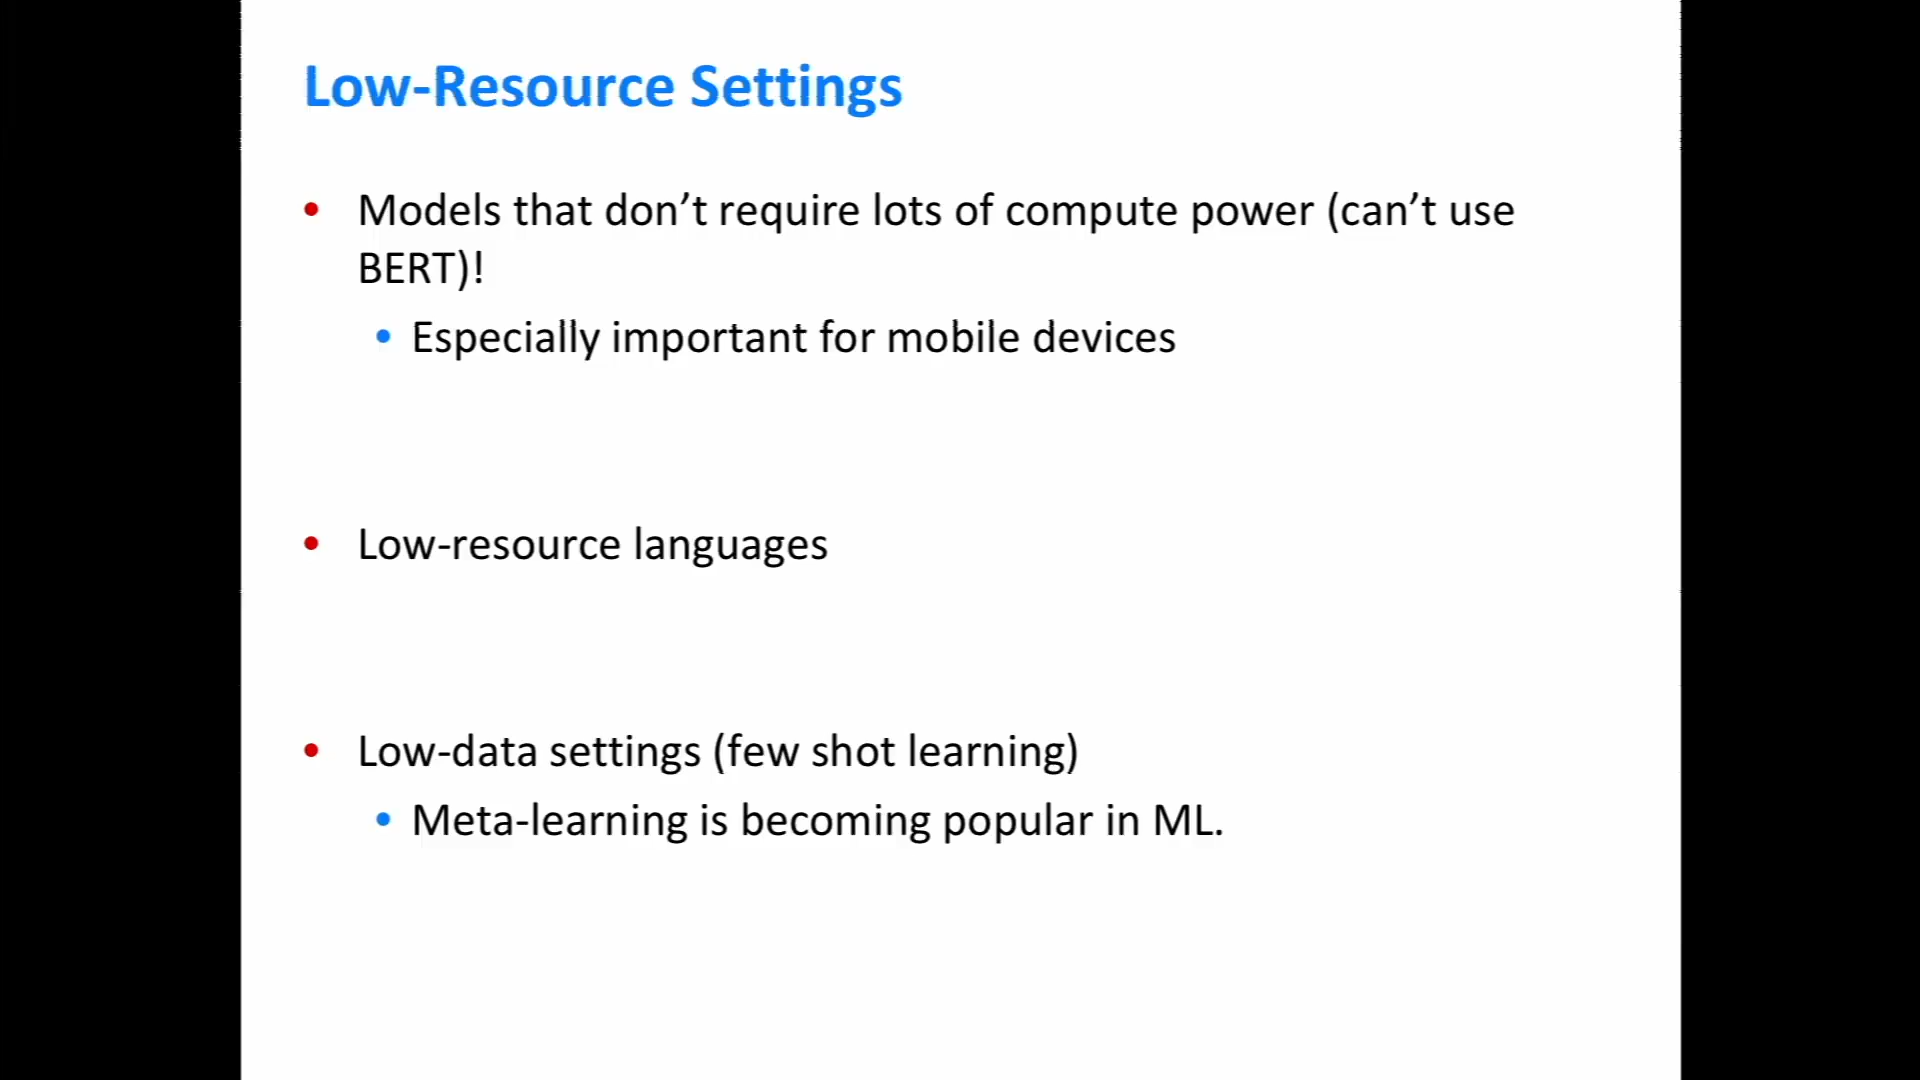 Low-Resource Settings
• Models that don’t require lots of compute power (can’t use
BERT)!
• Especially important for mobile devices
• Low-resource languages
• Low-data settings (few shot learning)
• Meta-learning is becoming popular in ML.